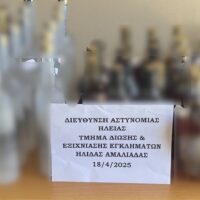 ΔΙΕΥΘΥΝΣΗ ΑΣΤΥΝΟΜΙΑΣ
ΗΛΕΙΑΣ
ΤΜΗΜΑ ΔΙΩΞΗΣ &
ΕΞΙΧΝΙΑΣΗΣ ΕΓΚΛΗΜΑΤΩΝ
ΗΛΙΔΑΣ ΑΜΑΛΙΑΔΑΣ
18/4/2025